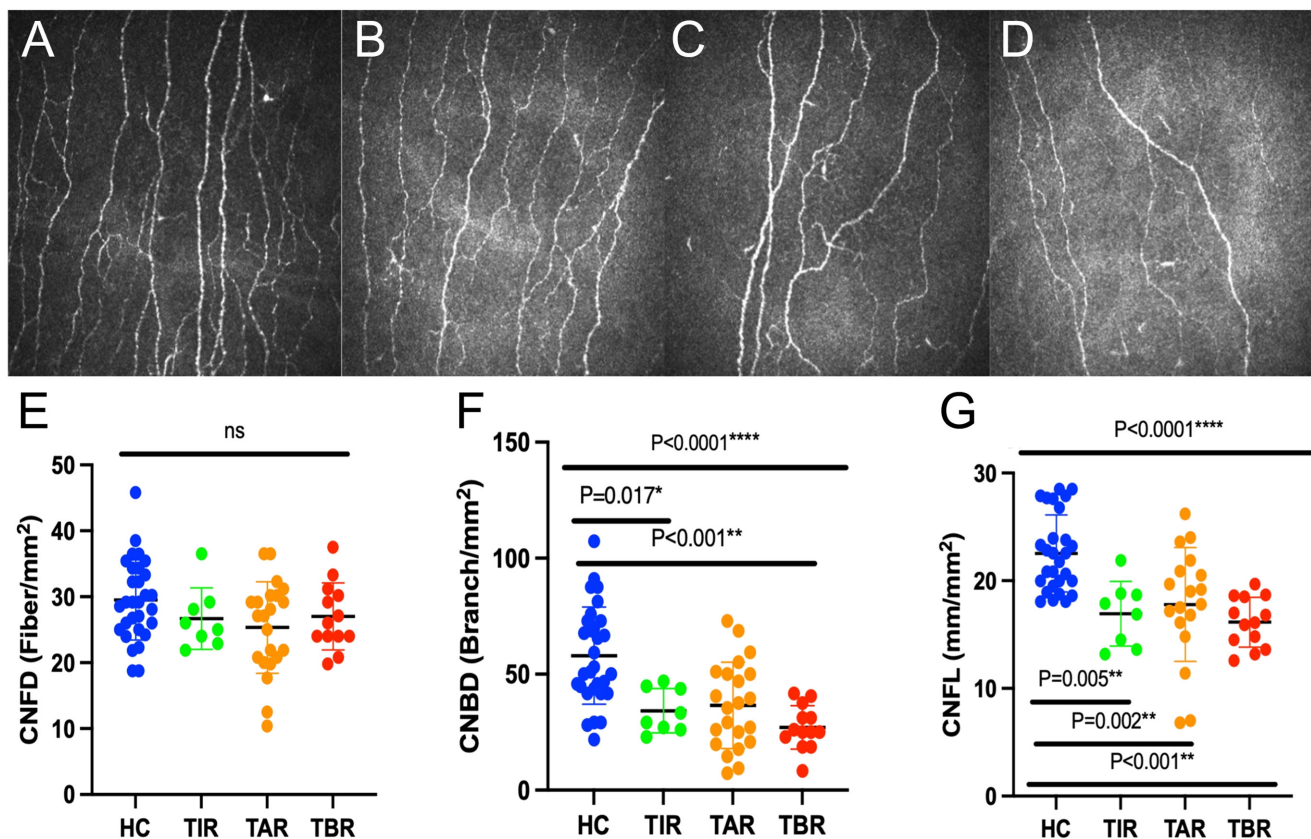 A
B
C
D
E
ns
CNFD (Fiber/mm²)
50
40
30
20
10
0
HC TIR TAR TBR
F
P<0.0001****
P=0.017*
P<0.001**
CNBD (Branch/mm²)
150
100
50
0
HC TIR TAR TBR
G
P<0.0001****
CNFL (mm/mm²)
30
20
10
0
P=0.005**
P=0.002**
P<0.001**
HC TIR TAR TBR